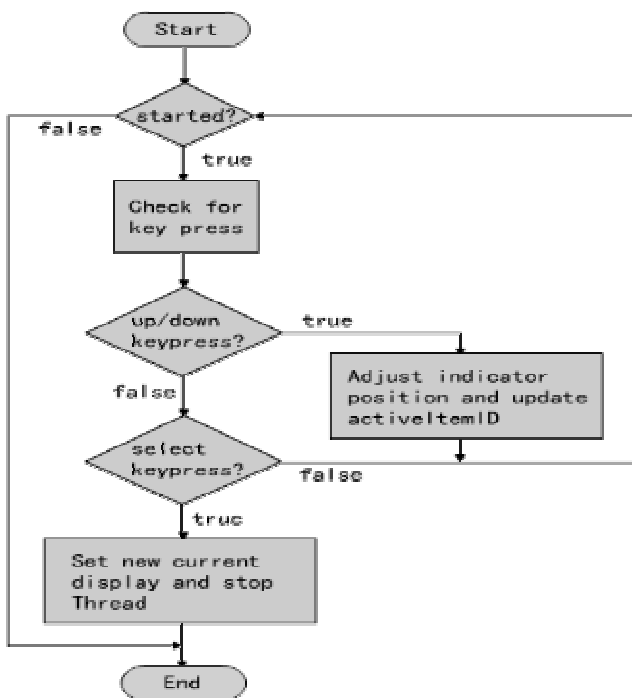 Start
started?
false
true
Check for
key press
up/down
keypress?
true
false
Adjust indicator
position and update
activeItemID
select
keypress?
false
true
Set new current
display and stop
Thread
End